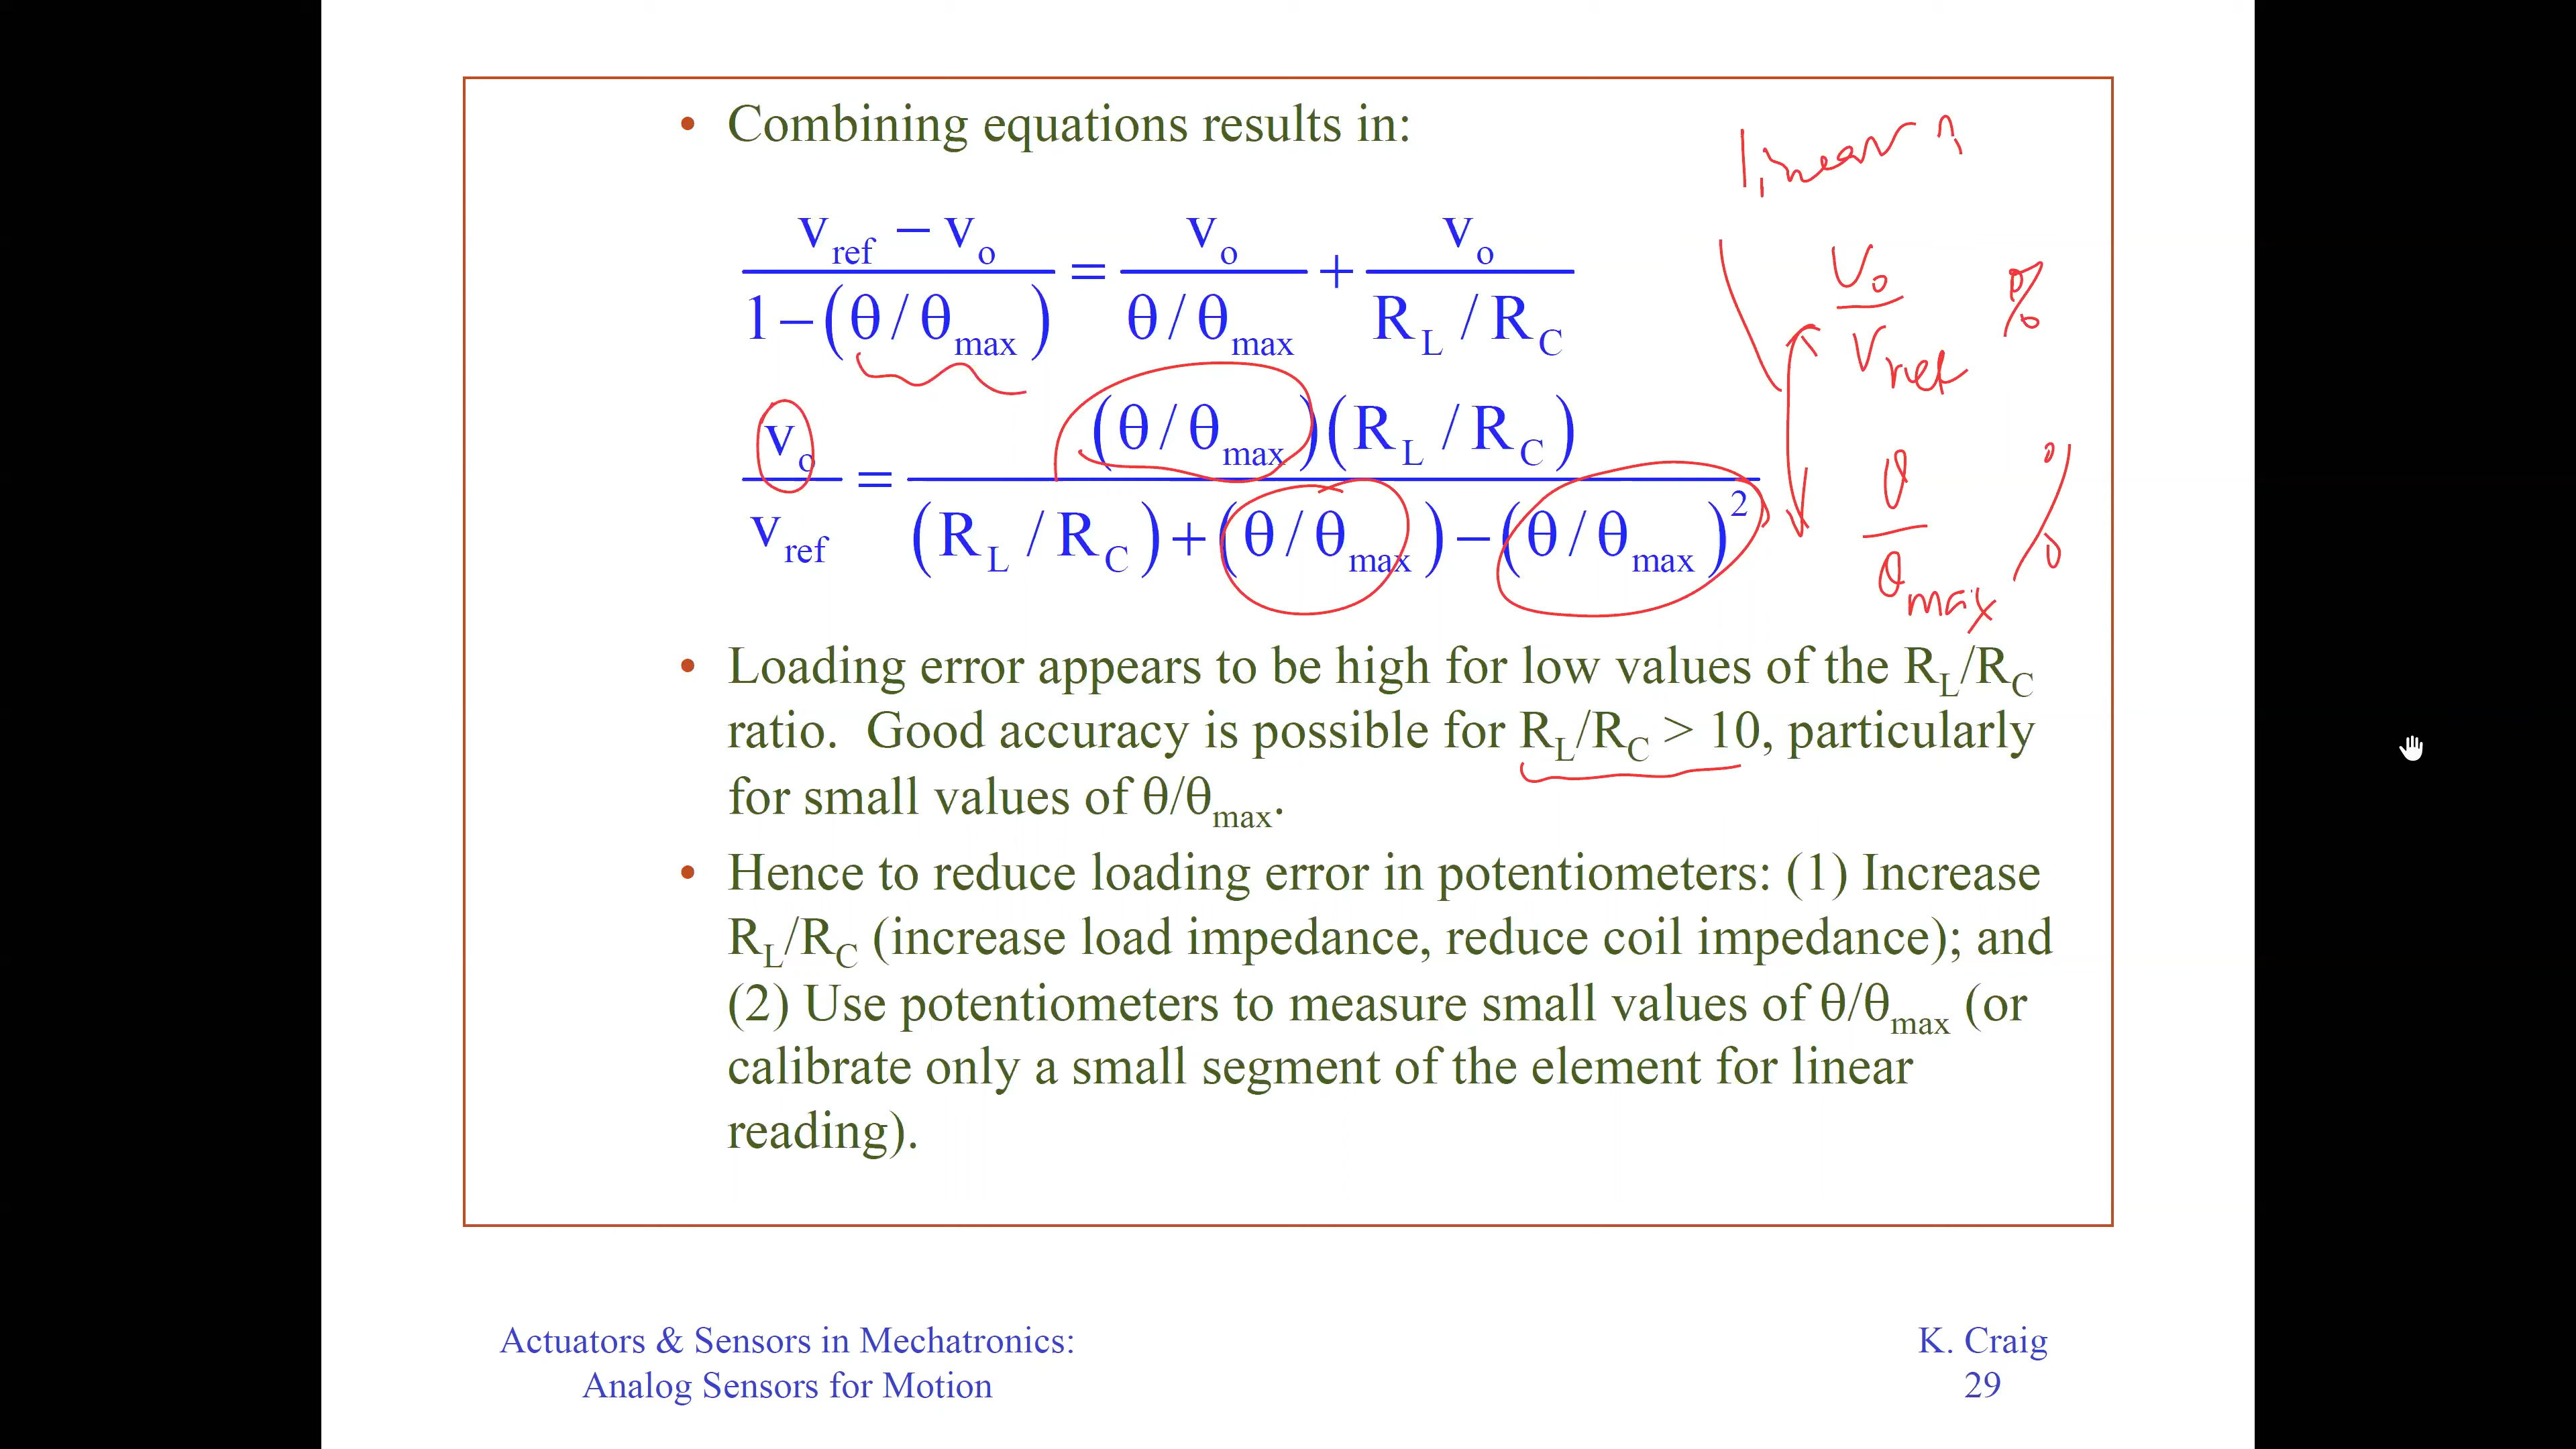 • Combining equations results in:
linear ?
(v_ref − v_o) / (1−(θ/θ_max)) = v_o / (θ/θ_max) + v_o / (R_L/R_C)
v_o / v_ref = (θ/θ_max)(R_L/R_C) / ((R_L/R_C)+(θ/θ_max)−(θ/θ_max)²)
V_o / V_ref %
θ / θ_max %
• Loading error appears to be high for low values of the R_L/R_C
ratio.  Good accuracy is possible for R_L/R_C > 10, particularly
for small values of θ/θ_max.
• Hence to reduce loading error in potentiometers: (1) Increase
R_L/R_C (increase load impedance, reduce coil impedance); and
(2) Use potentiometers to measure small values of θ/θ_max (or
calibrate only a small segment of the element for linear
reading).
Actuators & Sensors in Mechatronics:
Analog Sensors for Motion
K. Craig
29